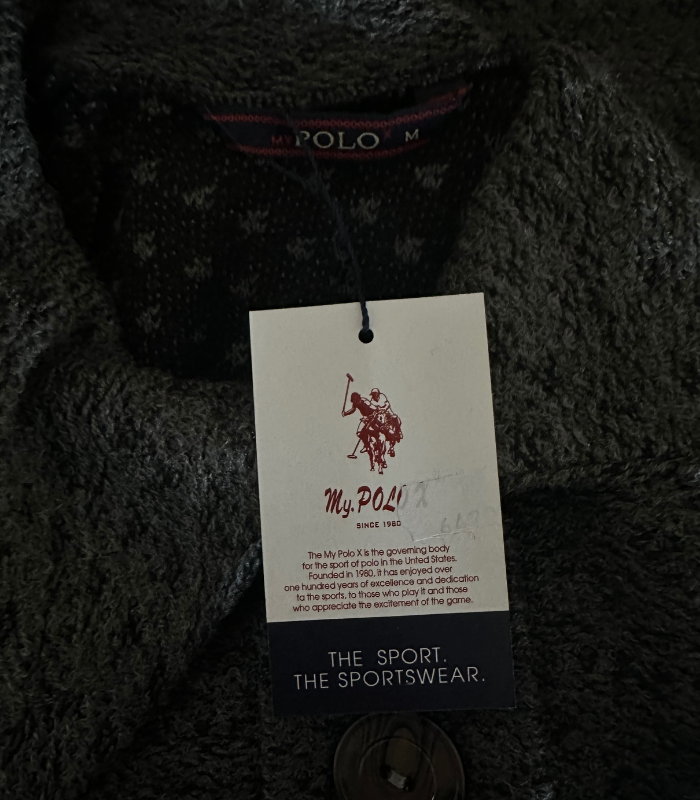 MY POLO X M
My. POLO X
SINCE 1980
The My Polo X is the governing body
for the sport of polo in the United States.
Founded in 1980, it has enjoyed over
one hundred years of excellence and dedication
ta the sports, to those who play it and those
who appreciate the excitement of the game.
THE SPORT.
THE SPORTSWEAR.